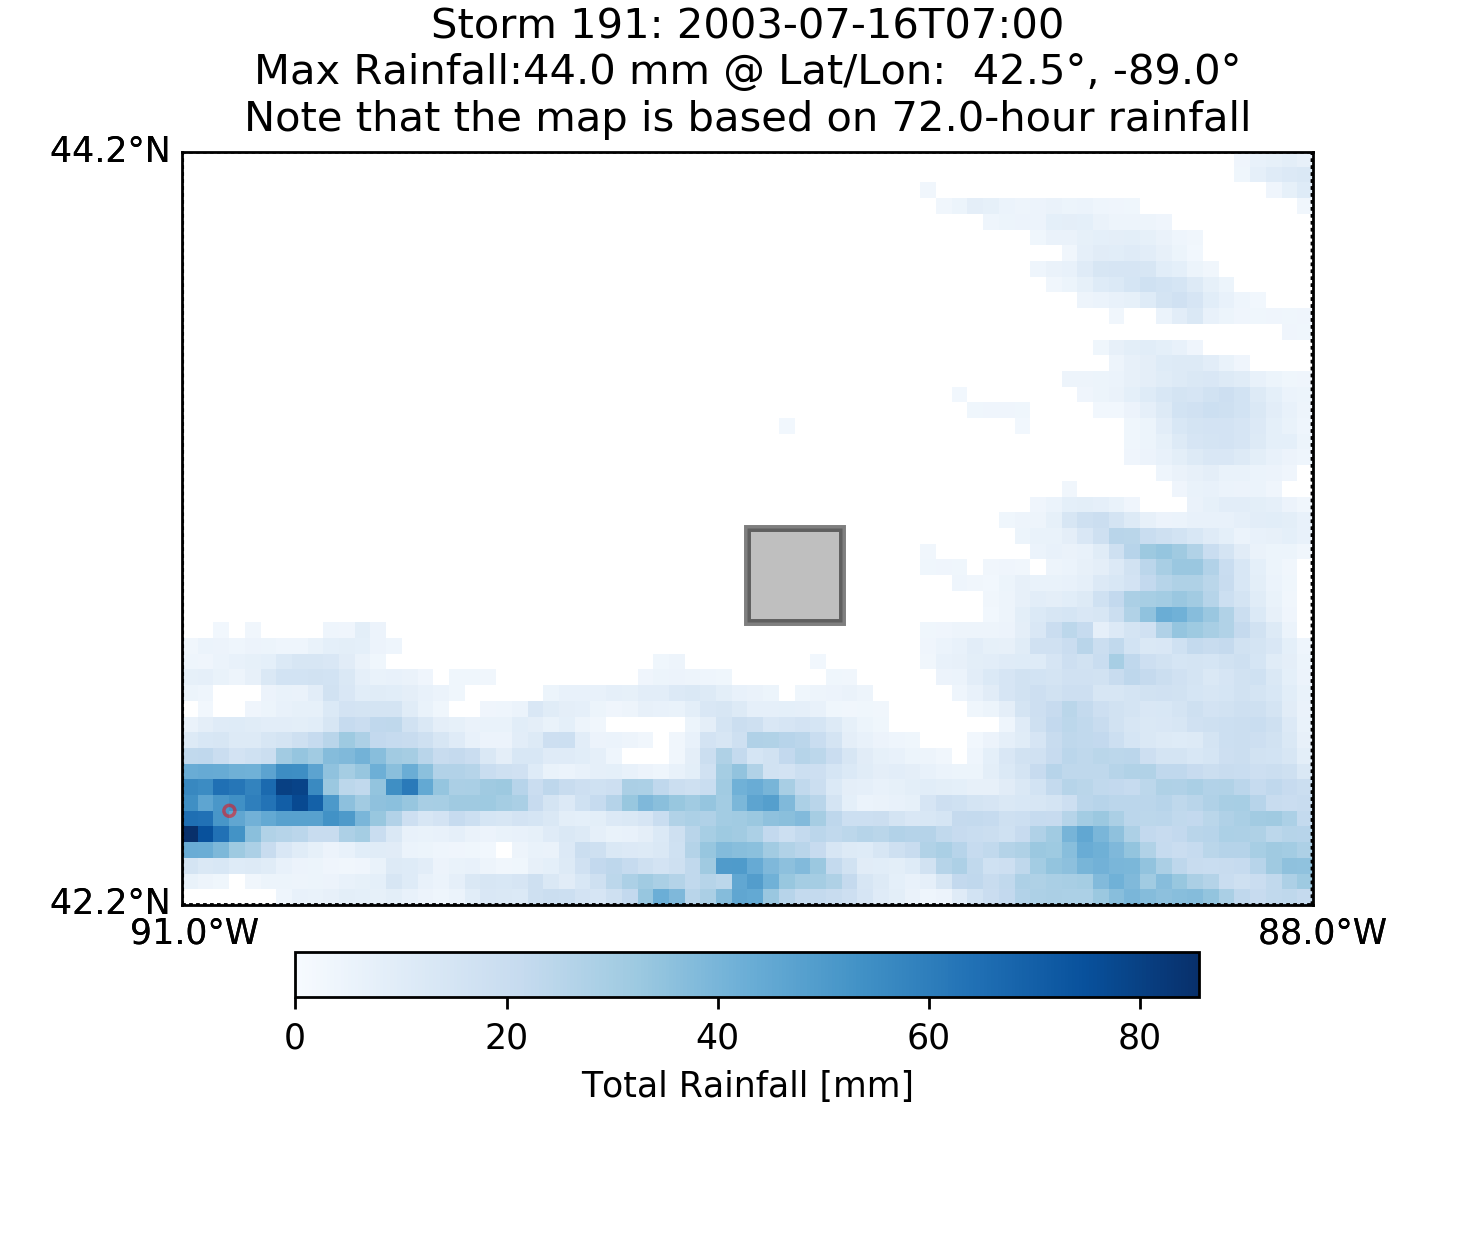 Storm 191: 2003-07-16T07:00
Max Rainfall:44.0 mm @ Lat/Lon:  42.5°, -89.0°
Note that the map is based on 72.0-hour rainfall
44.2°N
42.2°N
91.0°W 88.0°W
0 20 40 60 80
Total Rainfall [mm]